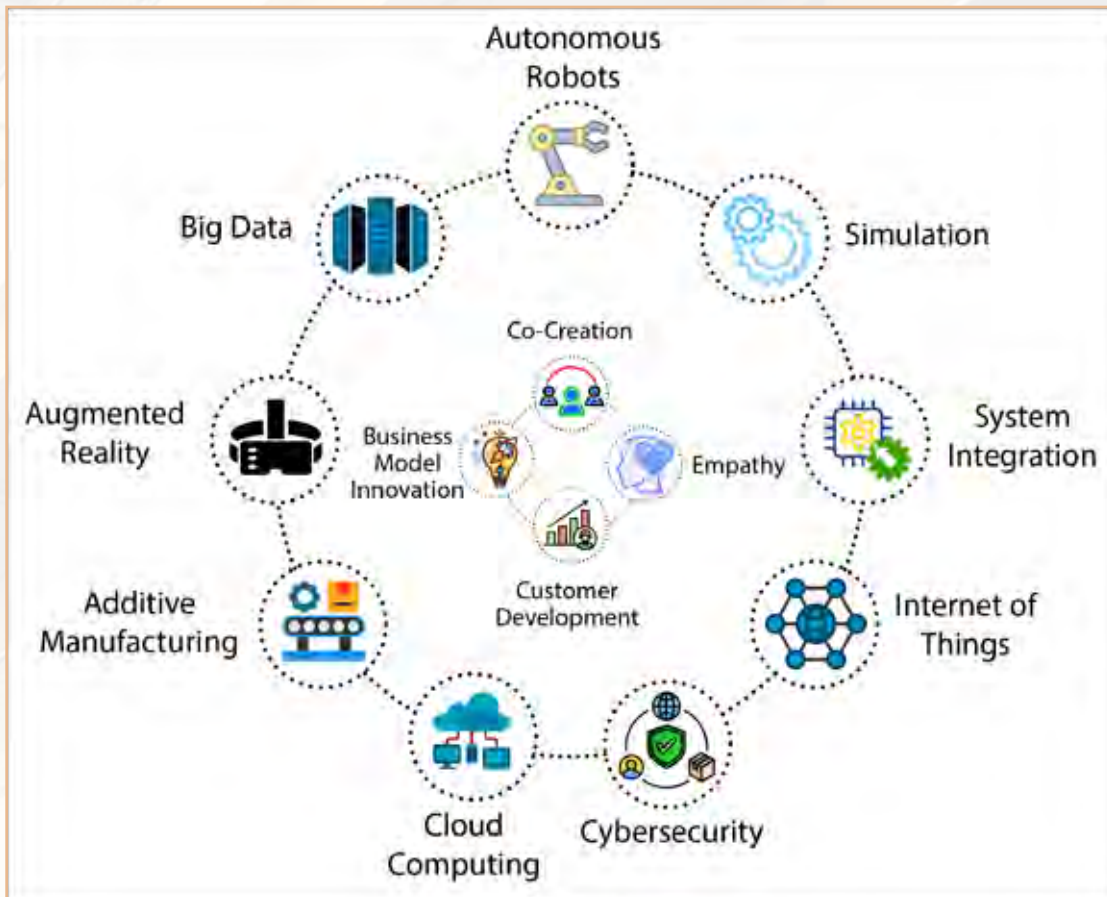 Autonomous
Robots
Big Data
Simulation
Co-Creation
Augmented
Reality
Business
Model
Innovation
Empathy
System
Integration
Customer
Development
Additive
Manufacturing
Internet of
Things
Cloud
Computing
Cybersecurity